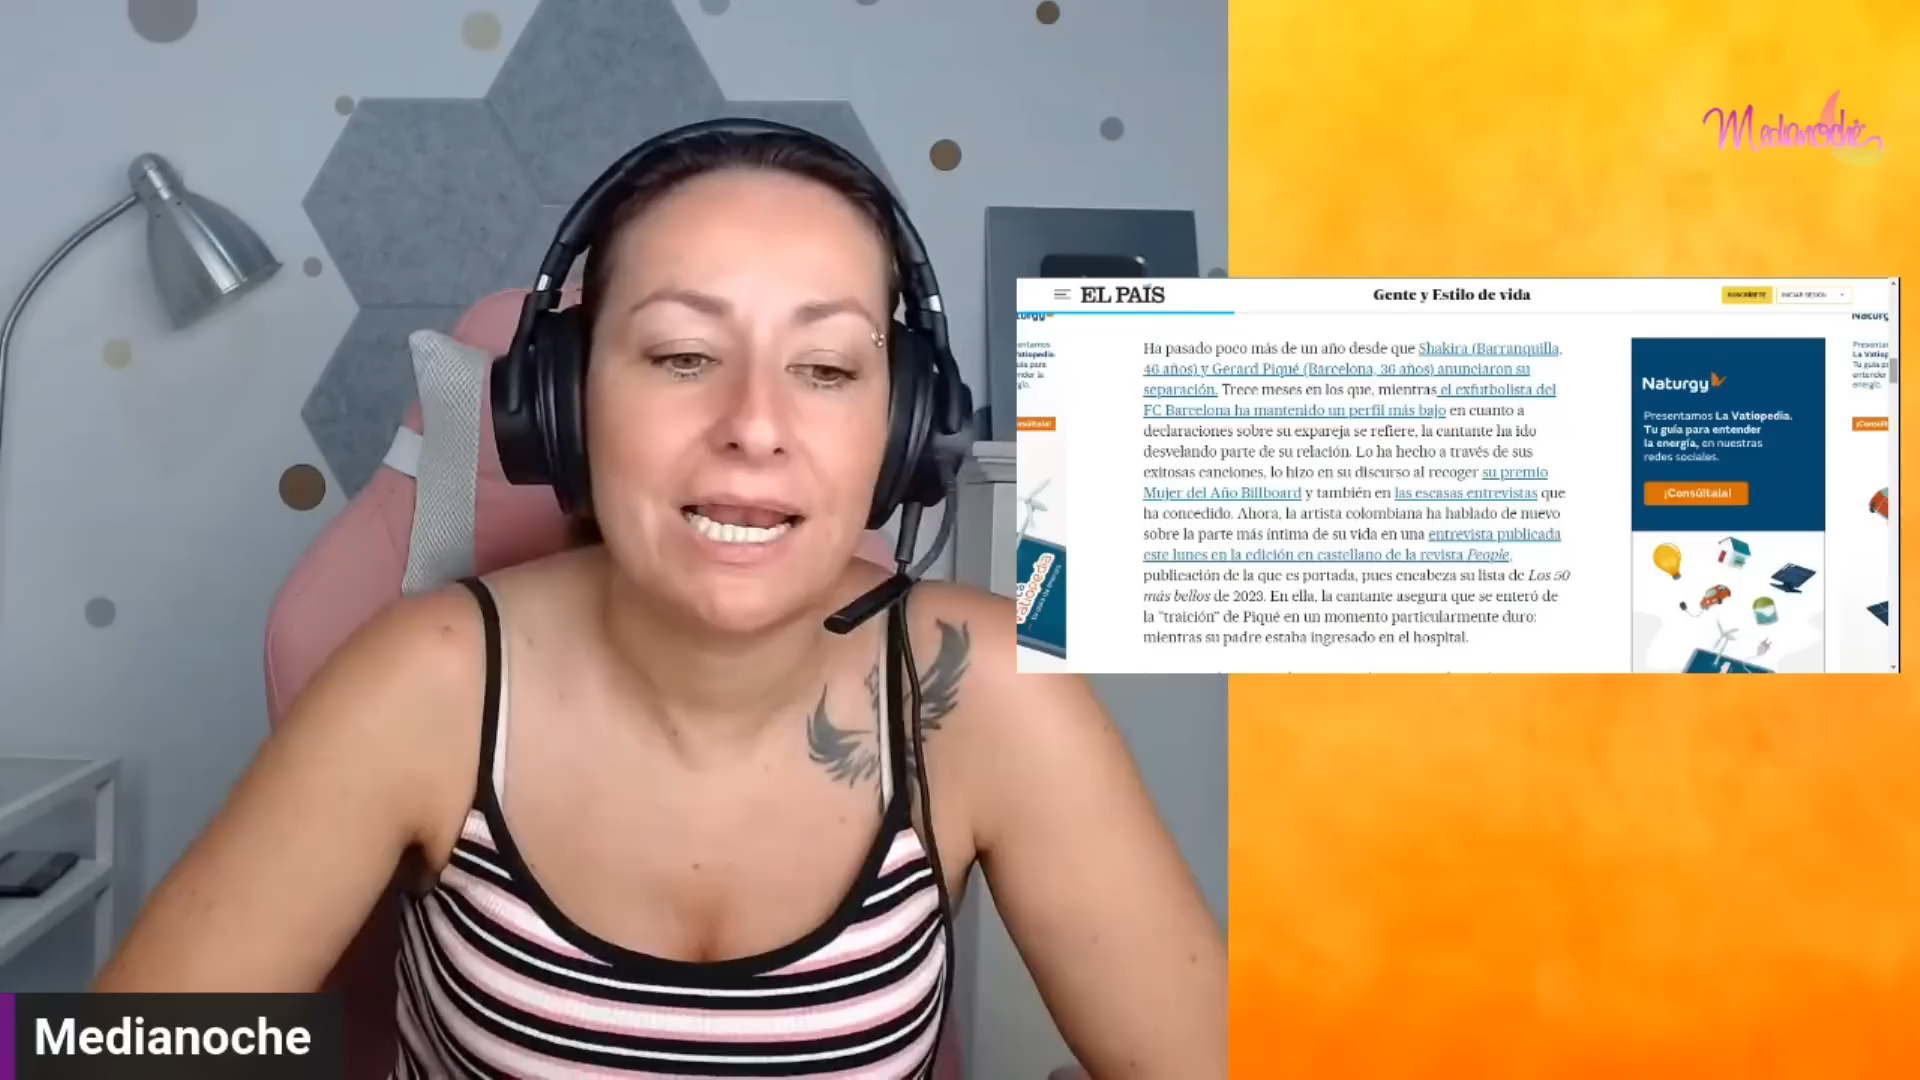 Medianoche
EL PAÍS
Gente y Estilo de vida
SUSCRÍBETE
INICIAR SESIÓN
Ha pasado poco más de un año desde que Shakira (Barranquilla,
46 años) y Gerard Piqué (Barcelona, 36 años) anunciaron su
separación. Trece meses en los que, mientras el exfutbolista del
FC Barcelona ha mantenido un perfil más bajo en cuanto a
declaraciones sobre su expareja se refiere, la cantante ha ido
desvelando parte de su relación. Lo ha hecho a través de sus
exitosas canciones, lo hizo en su discurso al recoger su premio
Mujer del Año Billboard y también en las escasas entrevistas que
ha concedido. Ahora, la artista colombiana ha hablado de nuevo
sobre la parte más íntima de su vida en una entrevista publicada
este lunes en la edición en castellano de la revista People,
publicación de la que es portada, pues encabeza su lista de Los 50
más bellos de 2023. En ella, la cantante asegura que se enteró de
la "traición" de Piqué en un momento particularmente duro:
mientras su padre estaba ingresado en el hospital.
Naturgy
Presentamos La Vatiopedia.
Tu guía para entender
la energía, en nuestras
redes sociales.
¡Consúltala!
La Vatiopedia
Medianoche